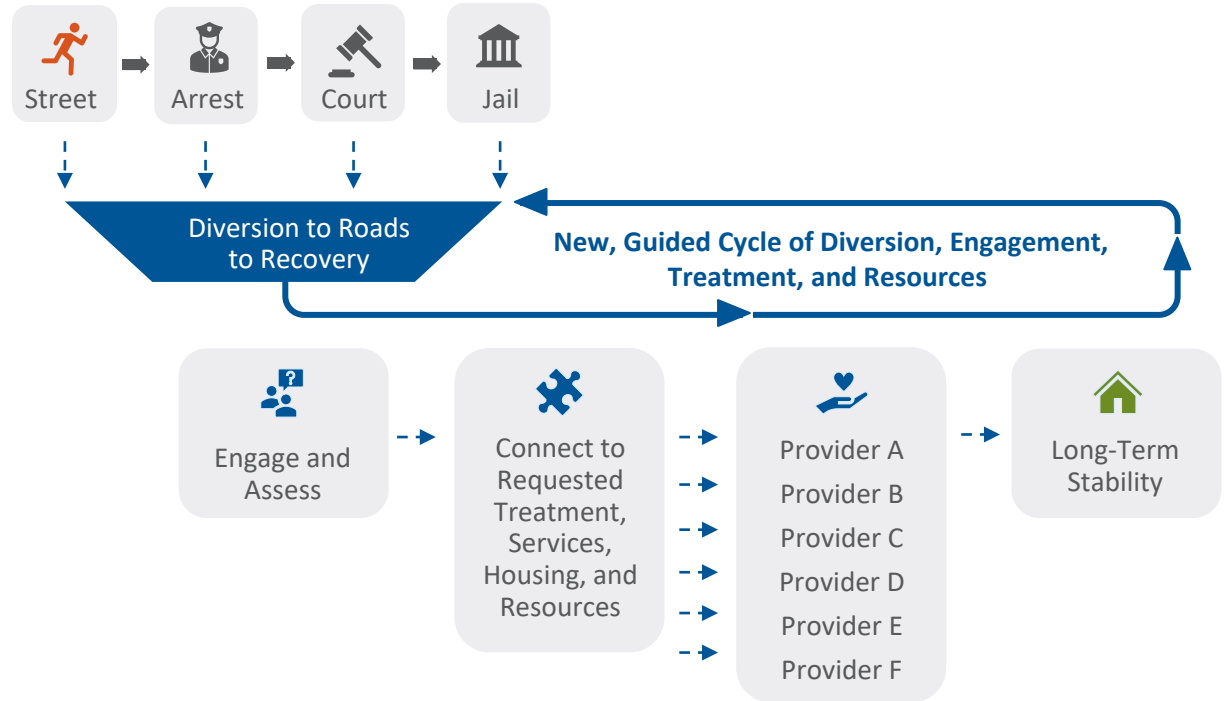 Street
Arrest
Court
Jail
Diversion to Roads
to Recovery
New, Guided Cycle of Diversion, Engagement,
Treatment, and Resources
?
Engage and
Assess
Connect to
Requested
Treatment,
Services,
Housing, and
Resources
Provider A
Provider B
Provider C
Provider D
Provider E
Provider F
Long-Term
Stability